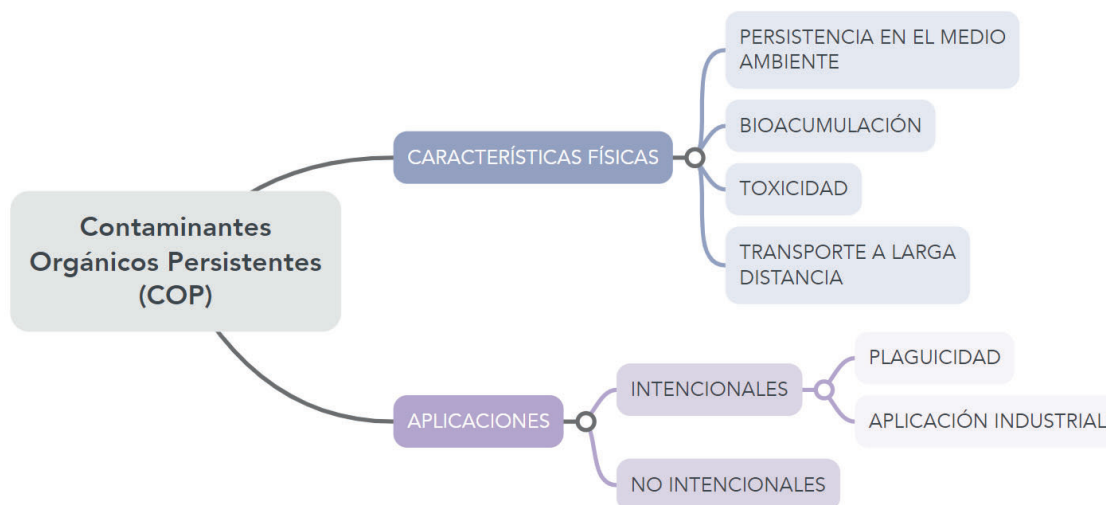 Contaminantes
Orgánicos Persistentes
(COP)
CARACTERÍSTICAS FÍSICAS
PERSISTENCIA EN EL MEDIO
AMBIENTE
BIOACUMULACIÓN
TOXICIDAD
TRANSPORTE A LARGA
DISTANCIA
APLICACIONES
INTENCIONALES
PLAGUICIDAD
APLICACIÓN INDUSTRIAL
NO INTENCIONALES